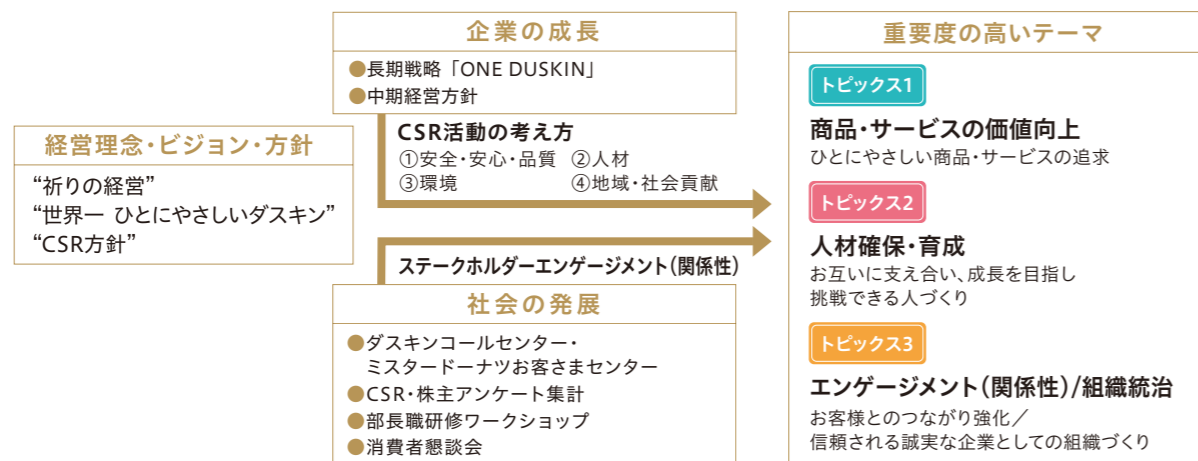 経営理念・ビジョン・方針
“祈りの経営”
“世界一 ひとにやさしいダスキン”
“CSR方針”
企業の成長
●長期戦略「ONE DUSKIN」
●中期経営方針
CSR活動の考え方
①安全・安心・品質 ②人材
③環境 ④地域・社会貢献
ステークホルダーエンゲージメント(関係性)
社会の発展
●ダスキンコールセンター・
ミスタードーナツお客さまセンター
●CSR・株主アンケート集計
●部長職研修ワークショップ
●消費者懇談会
重要度の高いテーマ
トピックス1
商品・サービスの価値向上
ひとにやさしい商品・サービスの追求
トピックス2
人材確保・育成
お互いに支え合い、成長を目指し
挑戦できる人づくり
トピックス3
エンゲージメント(関係性)/組織統治
お客様とのつながり強化/
信頼される誠実な企業としての組織づくり